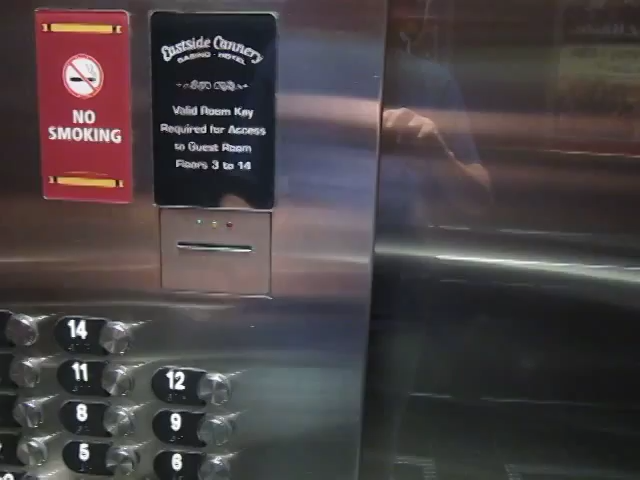 NO
SMOKING
Eastside Cannery
CASINO · HOTEL
Valid Room Key
Required for Access
to Guest Room
Floors 3 to 14
14
11
12
8
9
5
6